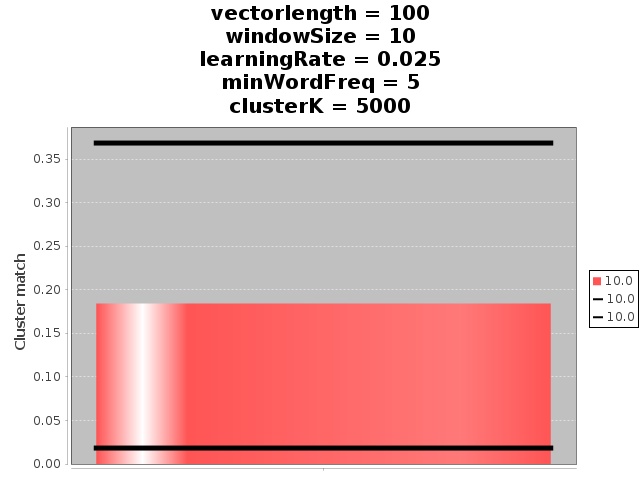 vectorlength = 100
windowSize = 10
learningRate = 0.025
minWordFreq = 5
clusterK = 5000
Cluster match
0.35
0.30
0.25
0.20
0.15
0.10
0.05
0.00
10.0
10.0
10.0